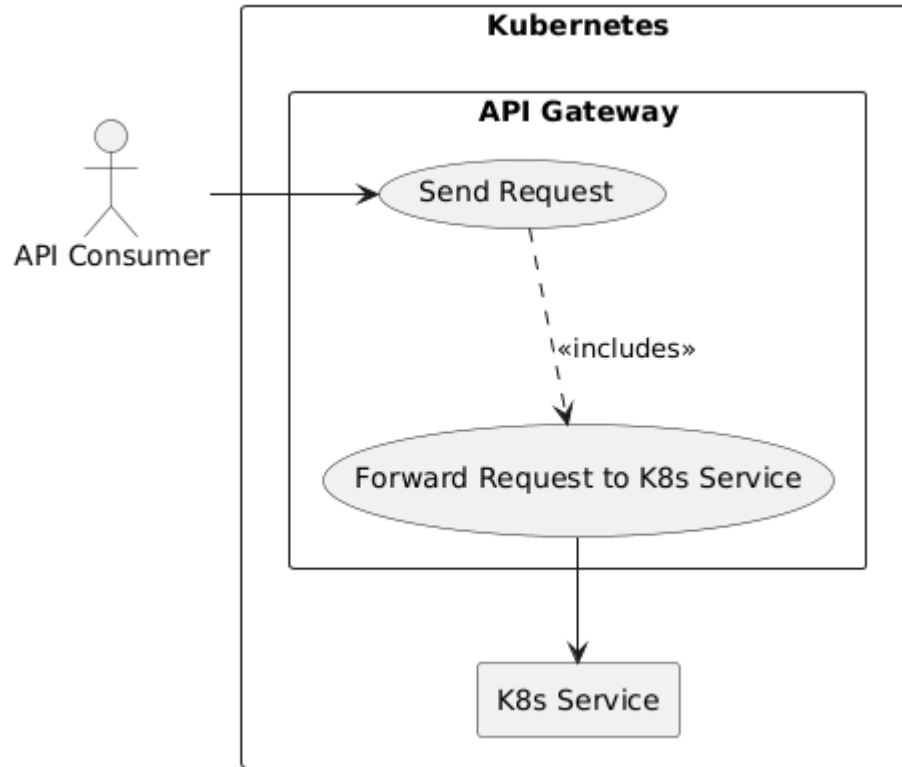 Kubernetes
API Gateway
Send Request
API Consumer
«includes»
Forward Request to K8s Service
K8s Service